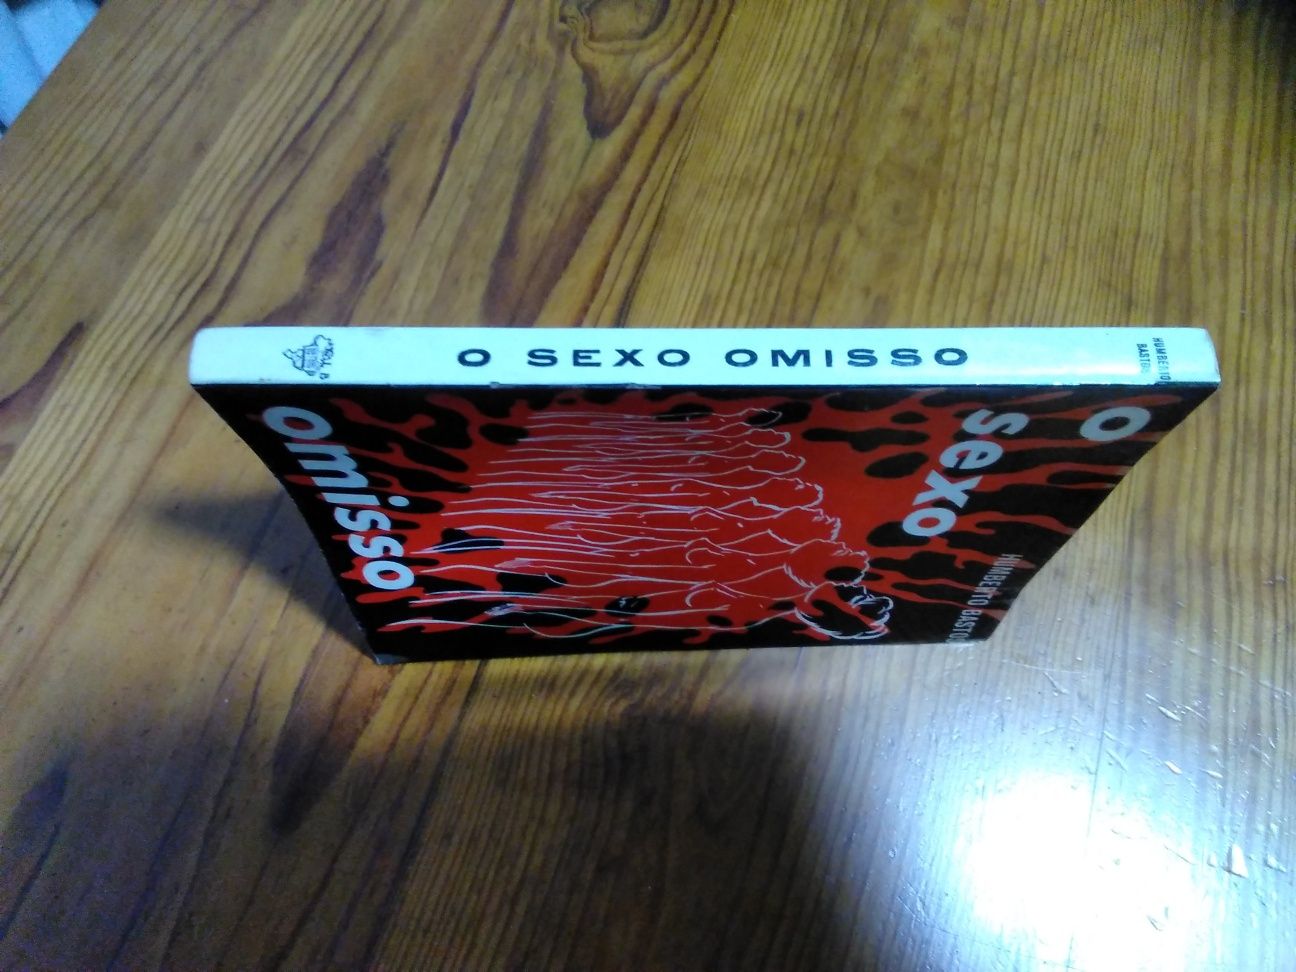 O SEXO OMISSO
HUMBERTO
BASTOS
O
sexo
omisso
HUMBERTO BASTOS